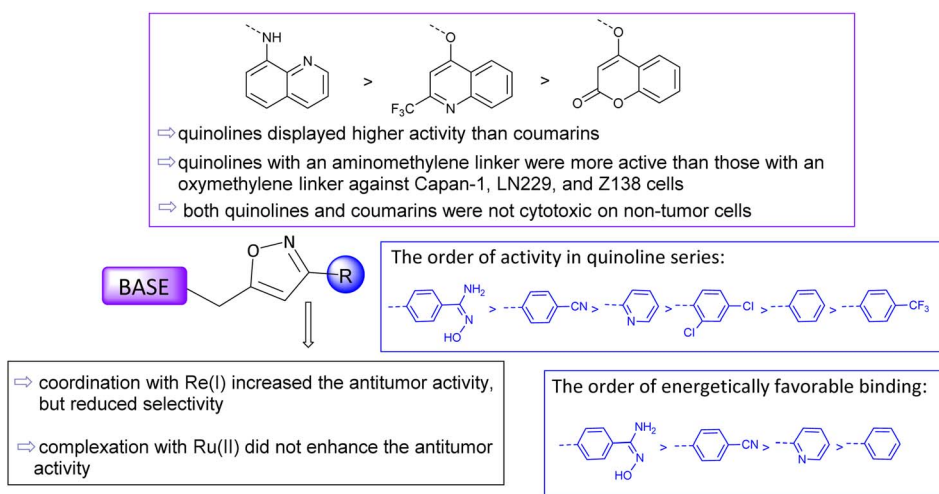 NH
N
>
O
F₃C
N
>
O
O
O
⇨quinolines displayed higher activity than coumarins
⇨quinolines with an aminomethylene linker were more active than those with an
oxymethylene linker against Capan-1, LN229, and Z138 cells
⇨ both quinolines and coumarins were not cytotoxic on non-tumor cells
BASE
O
N
R
The order of activity in quinoline series:
NH₂
N
HO
>
CN
>
N
>
Cl
Cl
>
>
CF₃
⇨ coordination with Re(I) increased the antitumor activity,
but reduced selectivity
⇨complexation with Ru(II) did not enhance the antitumor
activity
The order of energetically favorable binding:
NH₂
N
HO
>
CN
>
N
>